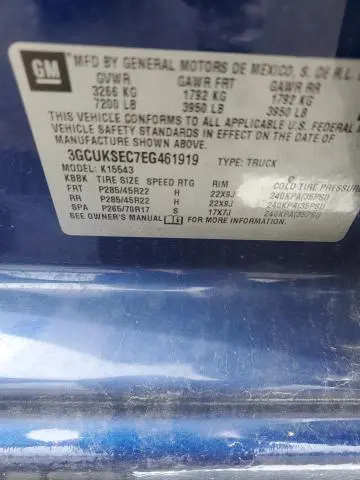 GM
MFD BY GENERAL MOTORS DE MEXICO, S. DE R.L.
GVWR GAWR FRT GAWR RR
3266 KG 1792 KG 1792 KG
7200 LB 3950 LB 3950 LB
THIS VEHICLE CONFORMS TO ALL APPLICABLE U.S. FEDERAL
VEHICLE SAFETY STANDARDS IN EFFECT ON THE DATE OF
MANUFACTURE SHOWN ABOVE.
3GCUKSEC7EG461919 TYPE: TRUCK
MODEL: K15543
K8BK TIRE SIZE SPEED RTG RIM COLD TIRE PRESSURE
FRT P285/45R22 H 22X9J 240KPA(35PSI)
RR P285/45R22 H 22X9J 240KPA(35PSI)
SPA P265/70R17 S 17X7J 240KPA(35PSI)
SEE OWNER'S MANUAL FOR MORE INFORMATION.